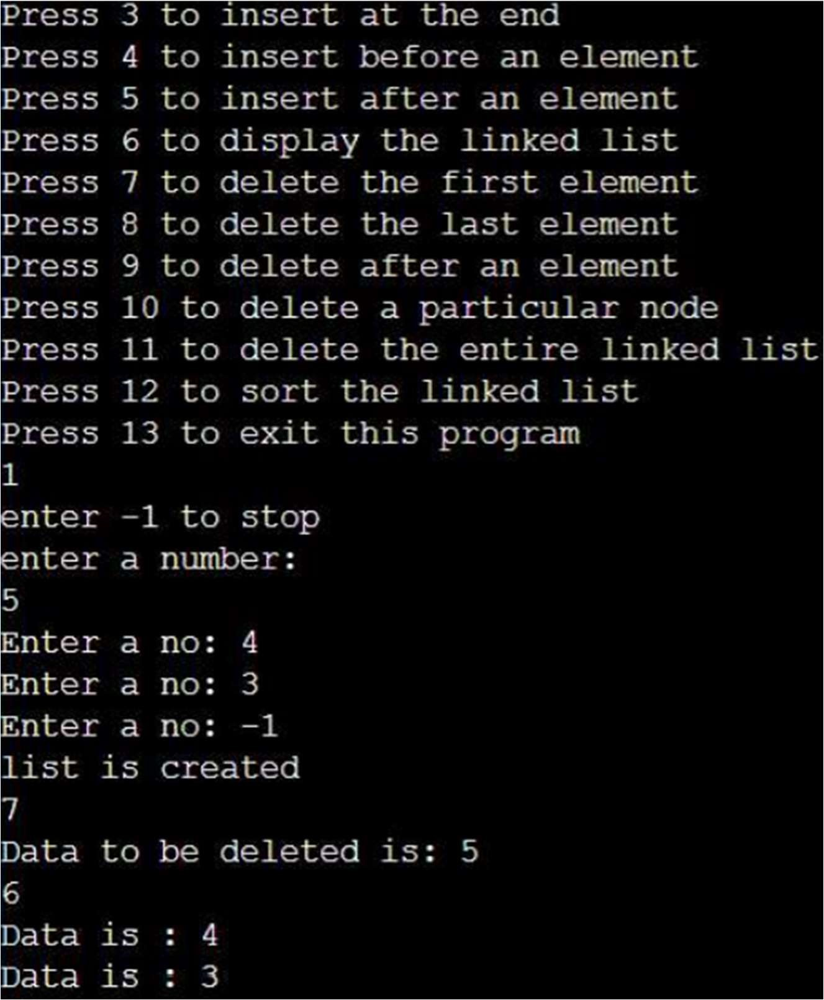 Press 3 to insert at the end
Press 4 to insert before an element
Press 5 to insert after an element
Press 6 to display the linked list
Press 7 to delete the first element
Press 8 to delete the last element
Press 9 to delete after an element
Press 10 to delete a particular node
Press 11 to delete the entire linked list
Press 12 to sort the linked list
Press 13 to exit this program
1
enter -1 to stop
enter a number:
5
Enter a no: 4
Enter a no: 3
Enter a no: -1
list is created
7
Data to be deleted is: 5
6
Data is : 4
Data is : 3